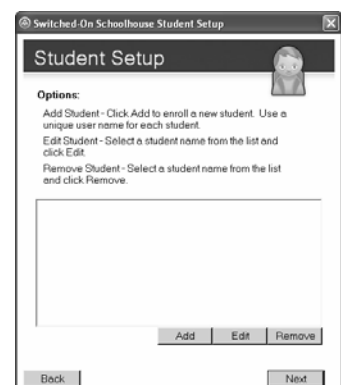 Switched-On Schoolhouse Student Setup
Student Setup
Options:
Add Student - Click Add to enroll a new student. Use a
unique user name for each student.
Edit Student - Select a student name from the list and
click Edit.
Remove Student - Select a student name from the list
and click Remove.
Add Edit Remove
Back Next